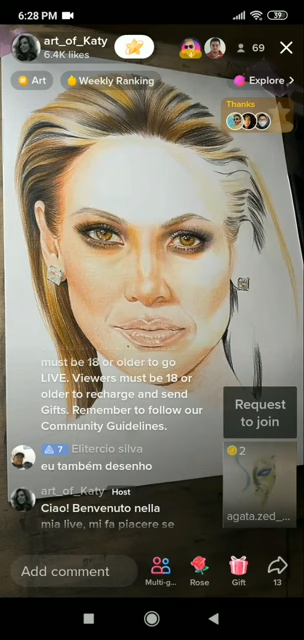 6:28 PM
39
art_of_Katy
6.4K likes
69
Art
Weekly Ranking
Explore
Thanks
must be 18 or older to go
LIVE. Viewers must be 18 or
older to recharge and send
Gifts. Remember to follow our
Community Guidelines.
Request
to join
7 Elitercio silva
eu também desenho
2
art_of_Katy Host
agata.zed_...
Ciao! Benvenuto nella
mia live, mi fa piacere se
Add comment
Multi-g...
Rose
Gift
13